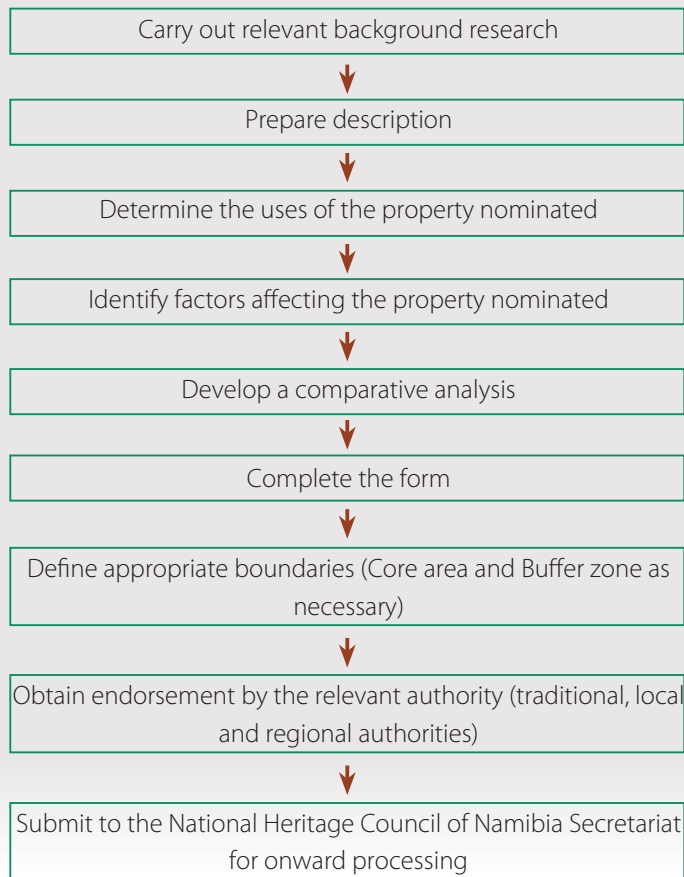 Carry out relevant background research
Prepare description
Determine the uses of the property nominated
Identify factors affecting the property nominated
Develop a comparative analysis
Complete the form
Define appropriate boundaries (Core area and Buffer zone as
necessary)
Obtain endorsement by the relevant authority (traditional, local
and regional authorities)
Submit to the National Heritage Council of Namibia Secretariat
for onward processing